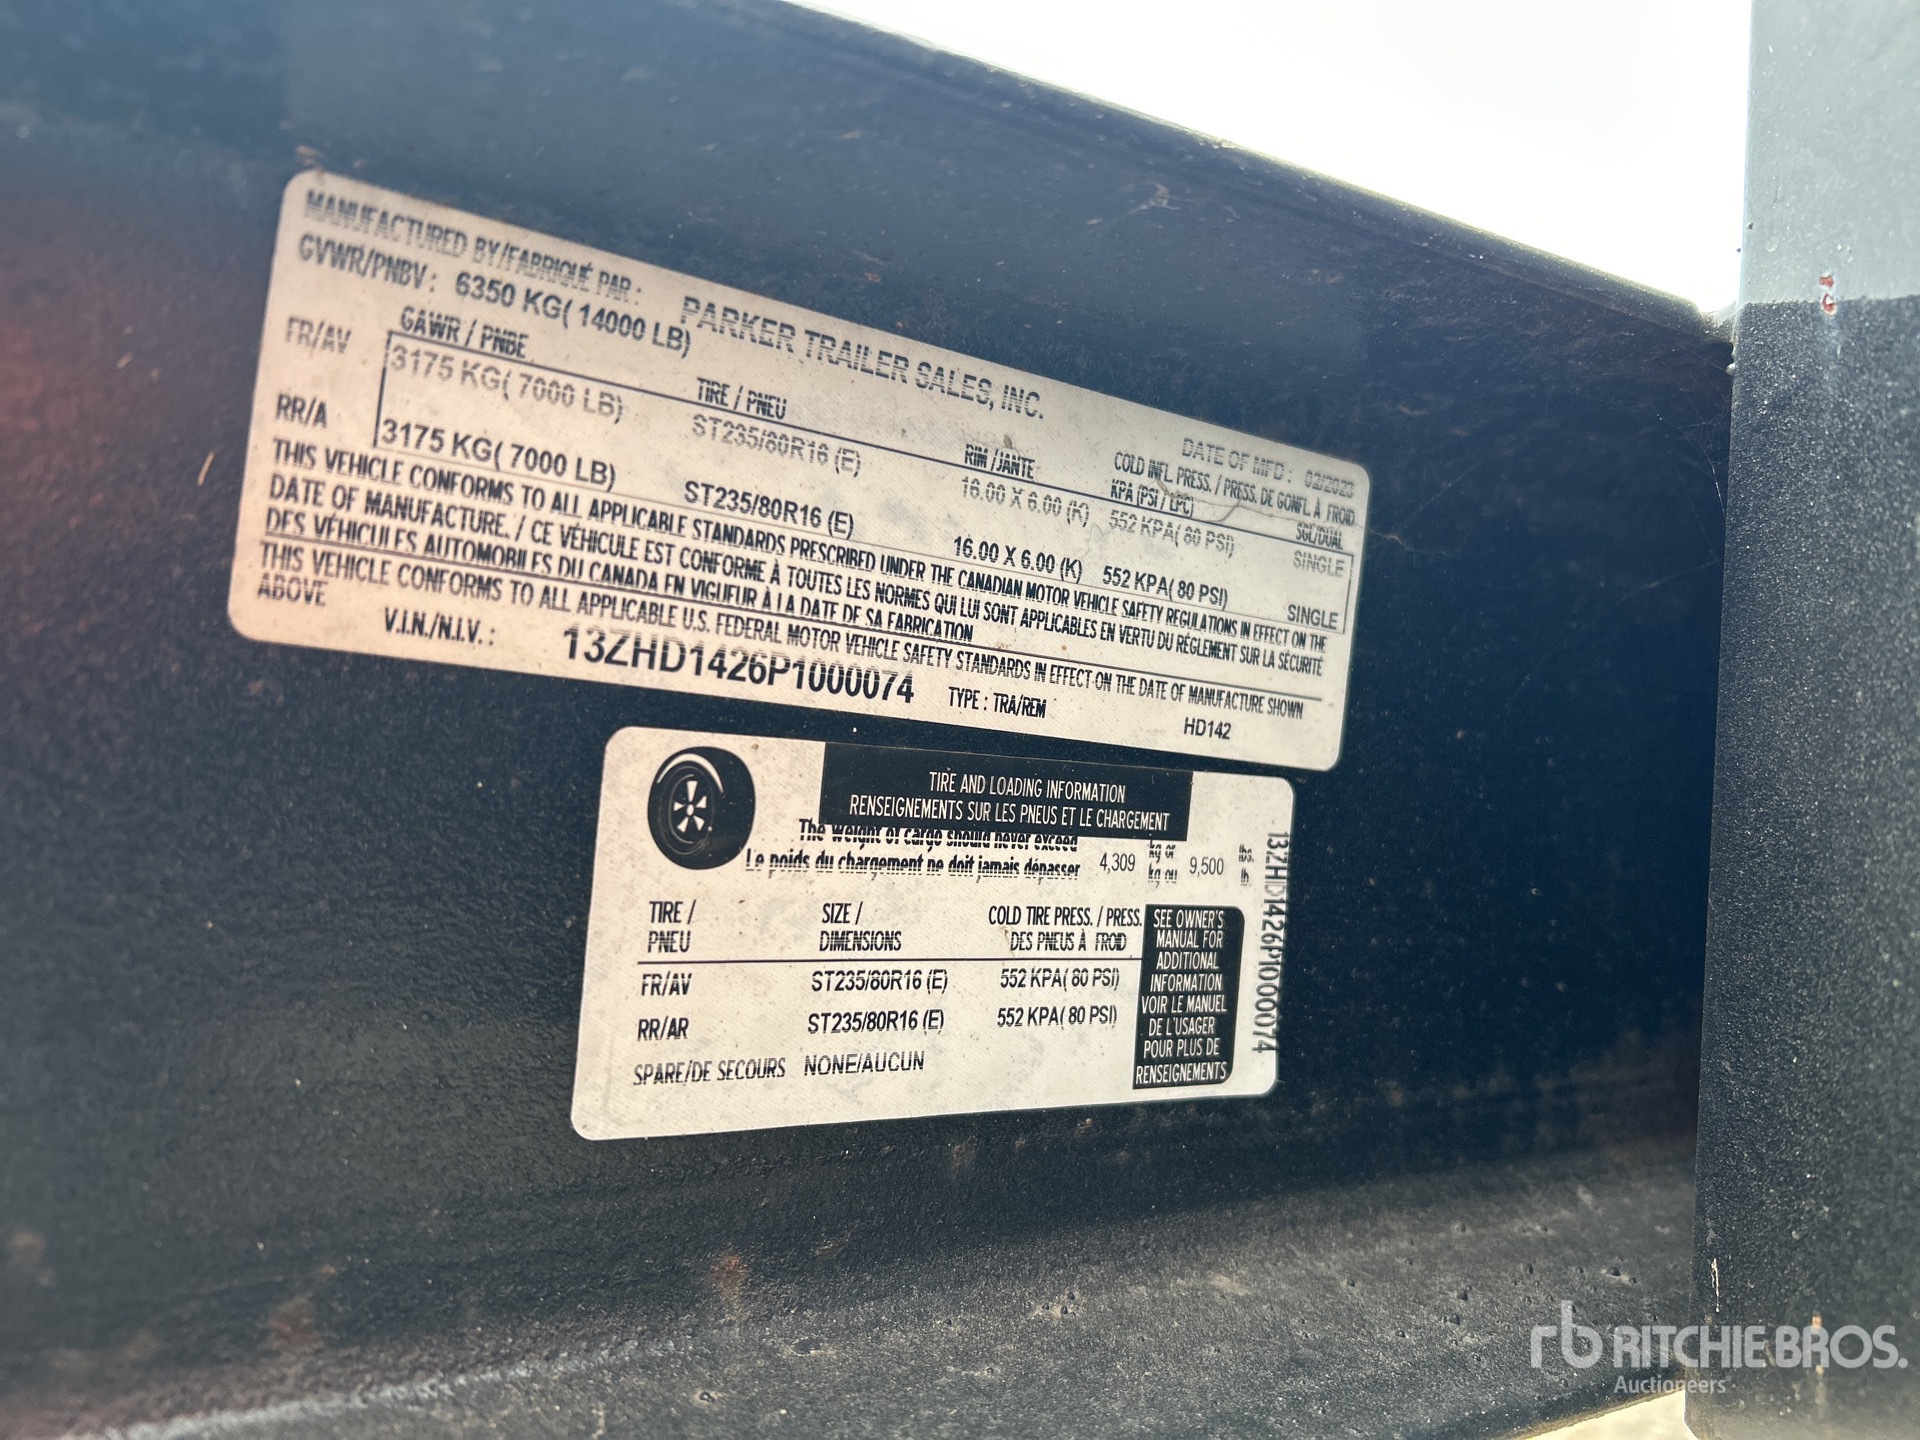 MANUFACTURED BY/FABRIQUÉ PAR: PARKER TRAILER SALES, INC. DATE OF MFD: 02/2023
GVWR/PNBV: 6350 KG( 14000 LB)
GAWR / PNBE TIRE / PNEU RIM /JANTE COLD INFL. PRESS. / PRESS. DE GONFL. À FROID
KPA (PSI / LPC) SGL/DUAL
FR/AV 3175 KG( 7000 LB) ST235/80R16 (E) 16.00 X 6.00 (K) 552 KPA( 80 PSI) SINGLE
RR/A 3175 KG( 7000 LB) ST235/80R16 (E) 16.00 X 6.00 (K) 552 KPA( 80 PSI) SINGLE
THIS VEHICLE CONFORMS TO ALL APPLICABLE STANDARDS PRESCRIBED UNDER THE CANADIAN MOTOR VEHICLE SAFETY REGULATIONS IN EFFECT ON THE
DATE OF MANUFACTURE. / CE VÉHICULE EST CONFORME À TOUTES LES NORMES QUI LUI SONT APPLICABLES EN VERTU DU RÈGLEMENT SUR LA SÉCURITÉ
DES VÉHICULES AUTOMOBILES DU CANADA EN VIGUEUR À LA DATE DE SA FABRICATION
THIS VEHICLE CONFORMS TO ALL APPLICABLE U.S. FEDERAL MOTOR VEHICLE SAFETY STANDARDS IN EFFECT ON THE DATE OF MANUFACTURE SHOWN
ABOVE
V.I.N./N.I.V.: 13ZHD1426P1000074 TYPE : TRA/REM HD142
TIRE AND LOADING INFORMATION
RENSEIGNEMENTS SUR LES PNEUS ET LE CHARGEMENT
The weight of cargo should never exceed kg or lbs.
Le poids du chargement ne doit jamais dépasser 4,309 kg ou 9,500 lb
TIRE / SIZE / COLD TIRE PRESS. / PRESS.
PNEU DIMENSIONS DES PNEUS À FROID
FR/AV ST235/80R16 (E) 552 KPA( 80 PSI)
RR/AR ST235/80R16 (E) 552 KPA( 80 PSI)
SPARE/DE SECOURS NONE/AUCUN
SEE OWNER'S
MANUAL FOR
ADDITIONAL
INFORMATION
VOIR LE MANUEL
DE L'USAGER
POUR PLUS DE
RENSEIGNEMENTS
13ZHD1426P1000074
rb RITCHIE BROS.
Auctioneers